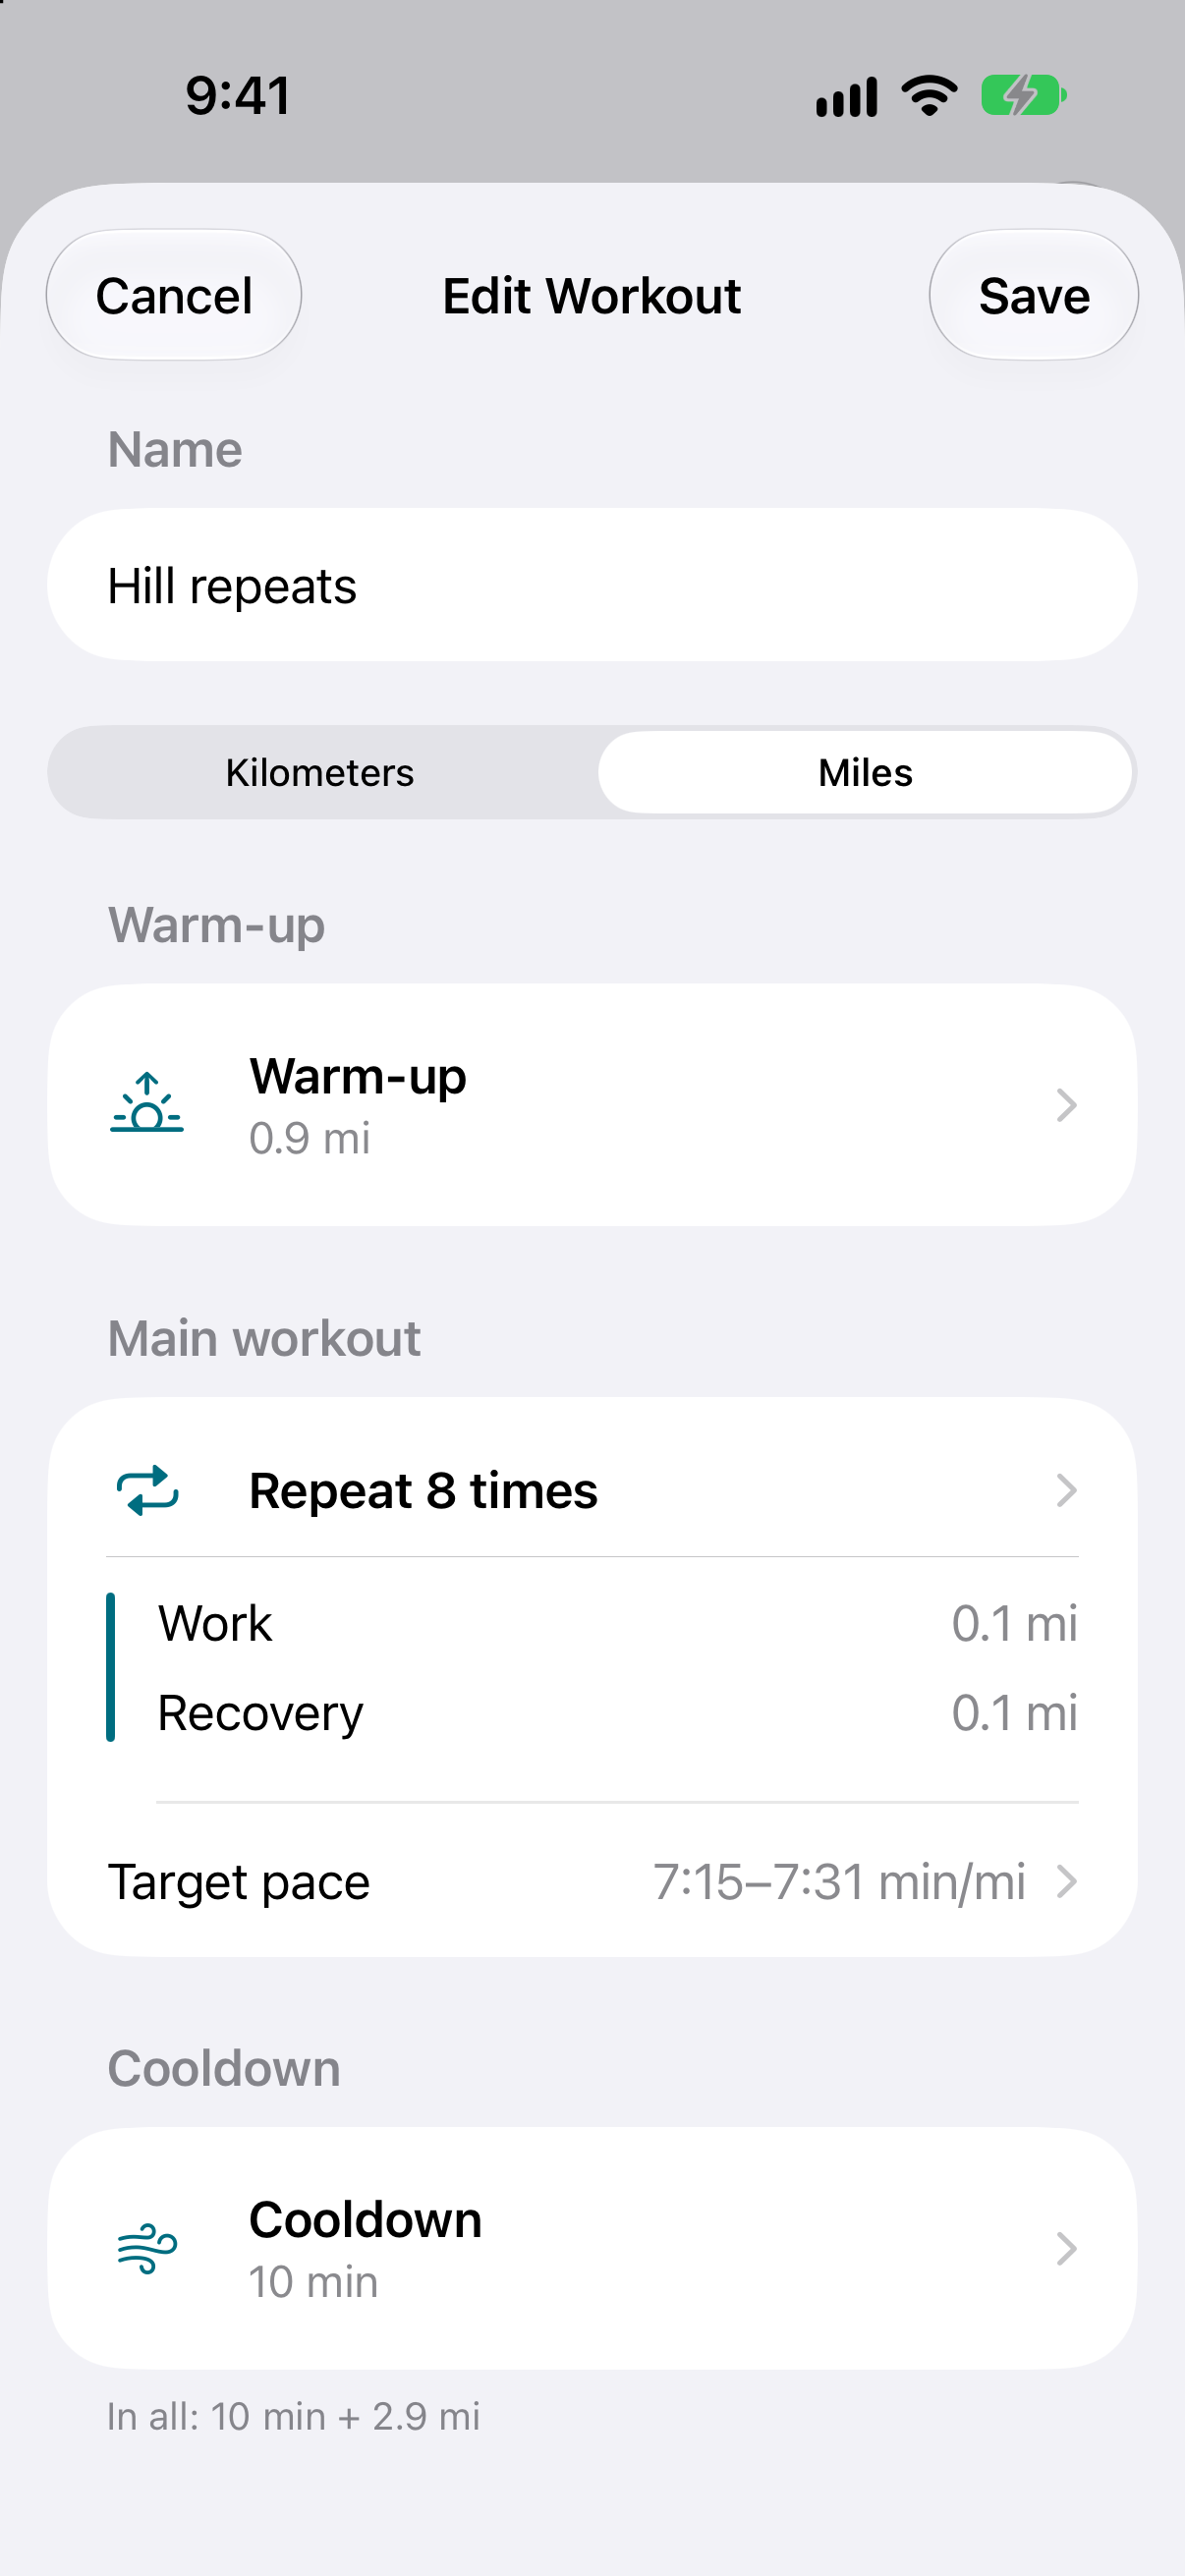 9:41
Cancel
Edit Workout
Save
Name
Hill repeats
Kilometers
Miles
Warm-up
Warm-up
0.9 mi
Main workout
Repeat 8 times
Work
0.1 mi
Recovery
0.1 mi
Target pace
7:15–7:31 min/mi
Cooldown
Cooldown
10 min
In all: 10 min + 2.9 mi